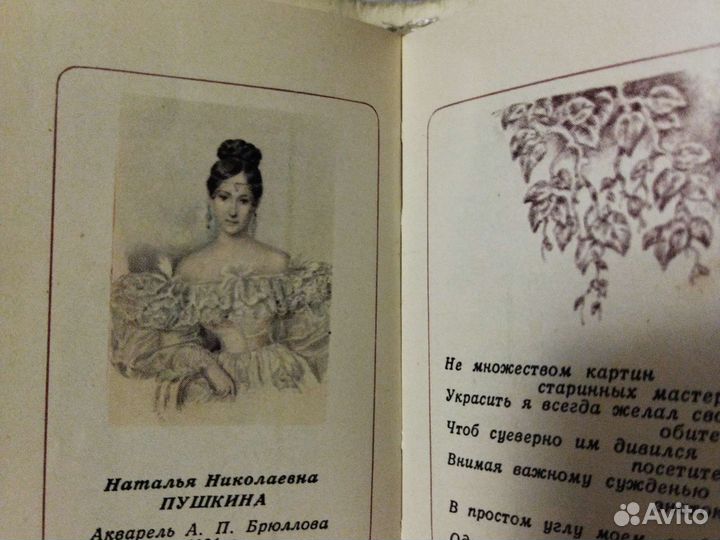 Наталья Николаевна
ПУШКИНА
Акварель А. П. Брюллова
Не множеством картин
старинных мастер
Украсить я всегда желал сво
обите
Чтоб суеверно им дивился
посетите
Внимая важному сужденью
В простом углу моем
Avito